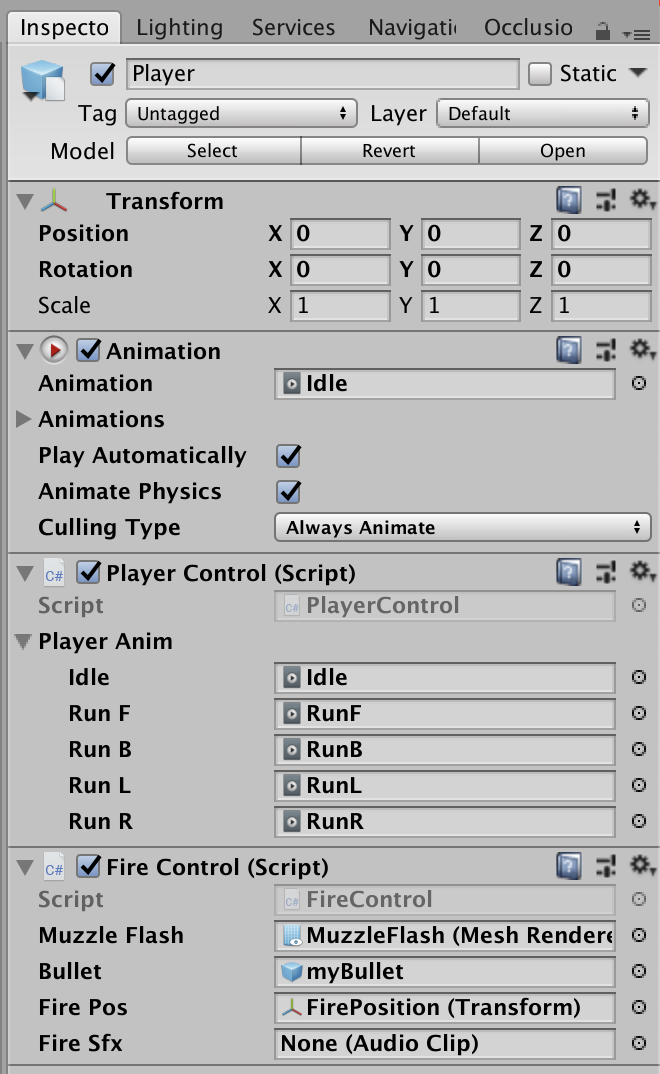 Inspecto Lighting Services Navigati Occlusio
Player Static
Tag Untagged Layer Default
Model Select Revert Open
Transform
Position X 0 Y 0 Z 0
Rotation X 0 Y 0 Z 0
Scale X 1 Y 1 Z 1
Animation
Animation Idle
Animations
Play Automatically
Animate Physics
Culling Type Always Animate
C# Player Control (Script)
Script C# PlayerControl
Player Anim
Idle Idle
Run F RunF
Run B RunB
Run L RunL
Run R RunR
C# Fire Control (Script)
Script C# FireControl
Muzzle Flash MuzzleFlash (Mesh Rendere
Bullet myBullet
Fire Pos FirePosition (Transform)
Fire Sfx None (Audio Clip)